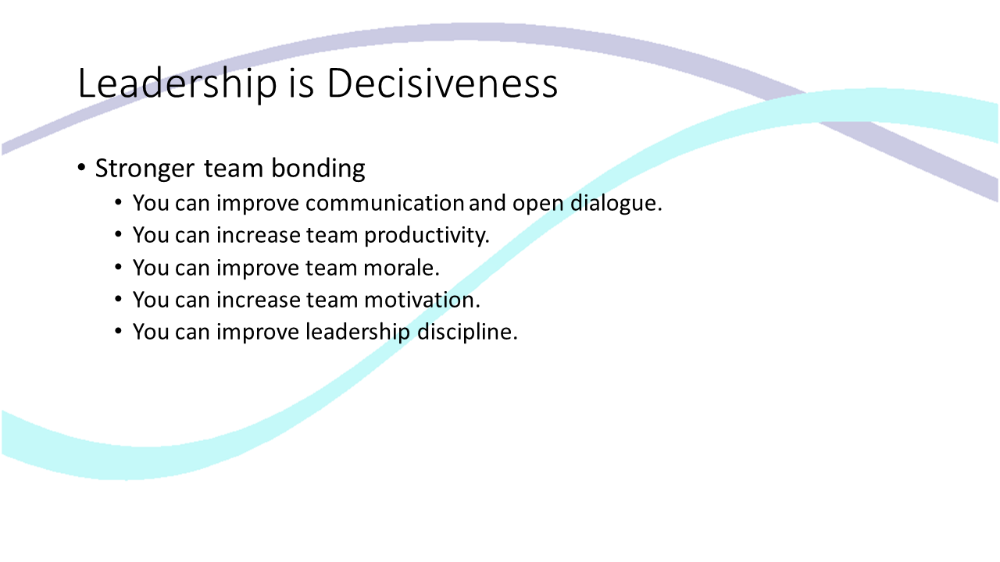 Leadership is Decisiveness
• Stronger team bonding
• You can improve communication and open dialogue.
• You can increase team productivity.
• You can improve team morale.
• You can increase team motivation.
• You can improve leadership discipline.